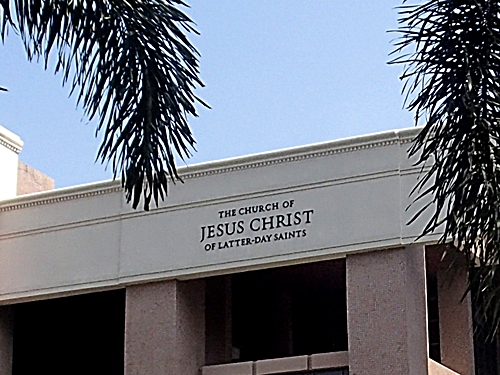 THE CHURCH OF
JESUS CHRIST
OF LATTER-DAY SAINTS